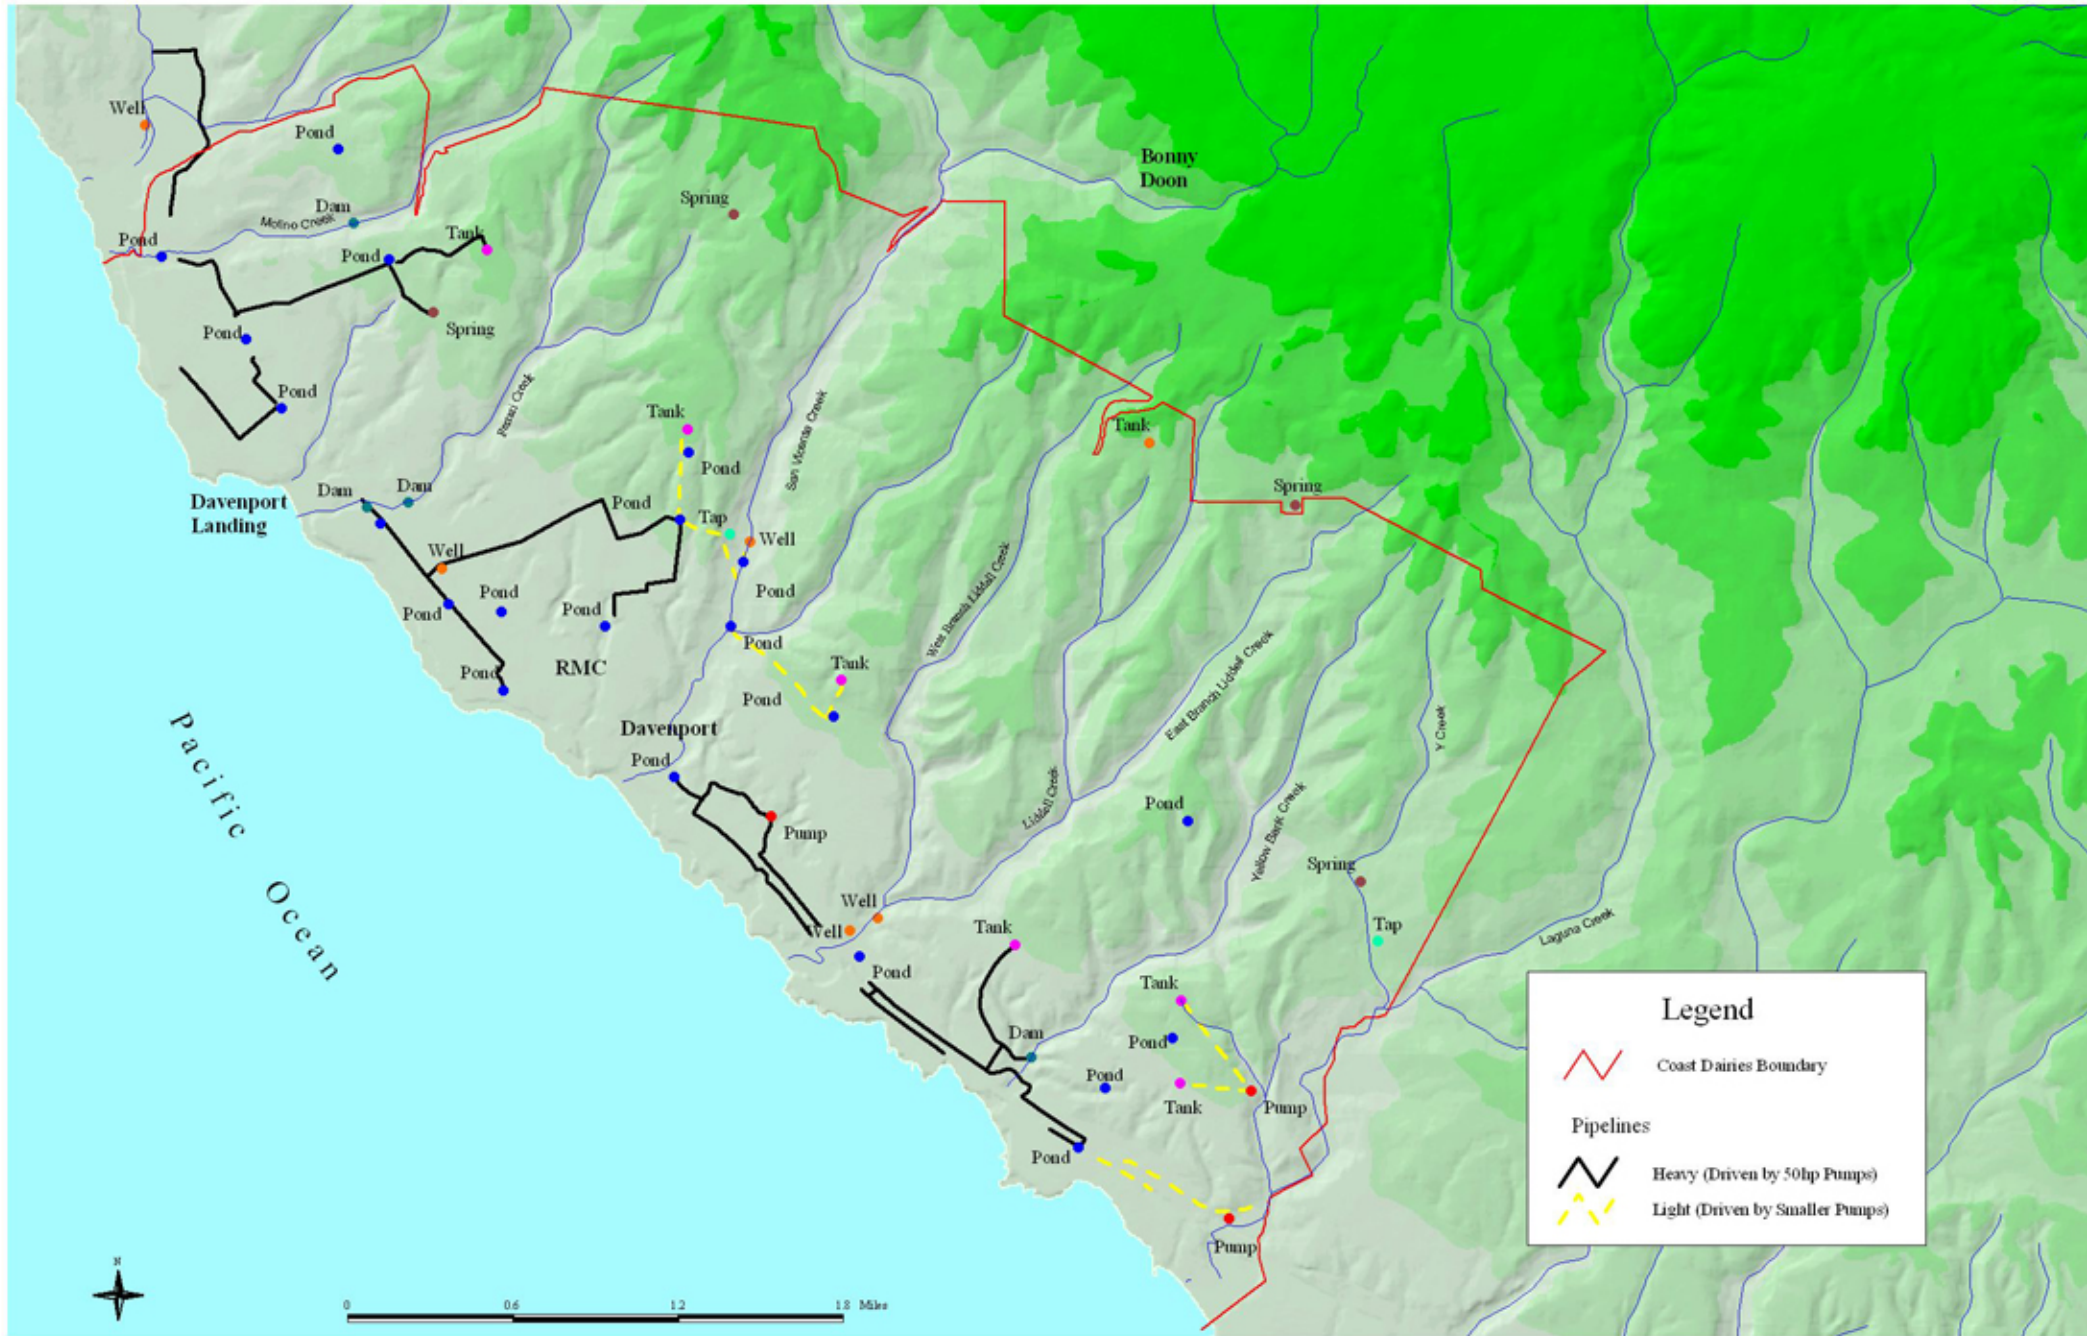 Well
Pond
Bonny
Doon
Spring
Dam
Molino Creek
Pond
Tank
Pond
Spring
Pond
Pond
Ferrari Creek
San Vicente Creek
Tank
Tank
Pond
Spring
Dam
Dam
Davenport
Landing
Pond
Tap
Well
Well
West Branch Liddell Creek
Pond
Pond
Pond
Pond
Pond
East Branch Liddell Creek
RMC
Pond
Tank
Pond
Y Creek
Davenport
Pond
Pacific Ocean
Liddell Creek
Pond
Yellow Bank Creek
Pump
Spring
Well
Well
Tank
Tap
Laguna Creek
Pond
Tank
Dam
Pond
Pond
Tank
Pump
Pond
Pump
Legend
Coast Dairies Boundary
Pipelines
Heavy (Driven by 50hp Pumps)
Light (Driven by Smaller Pumps)
N
0 0.6 1.2 1.8 Miles